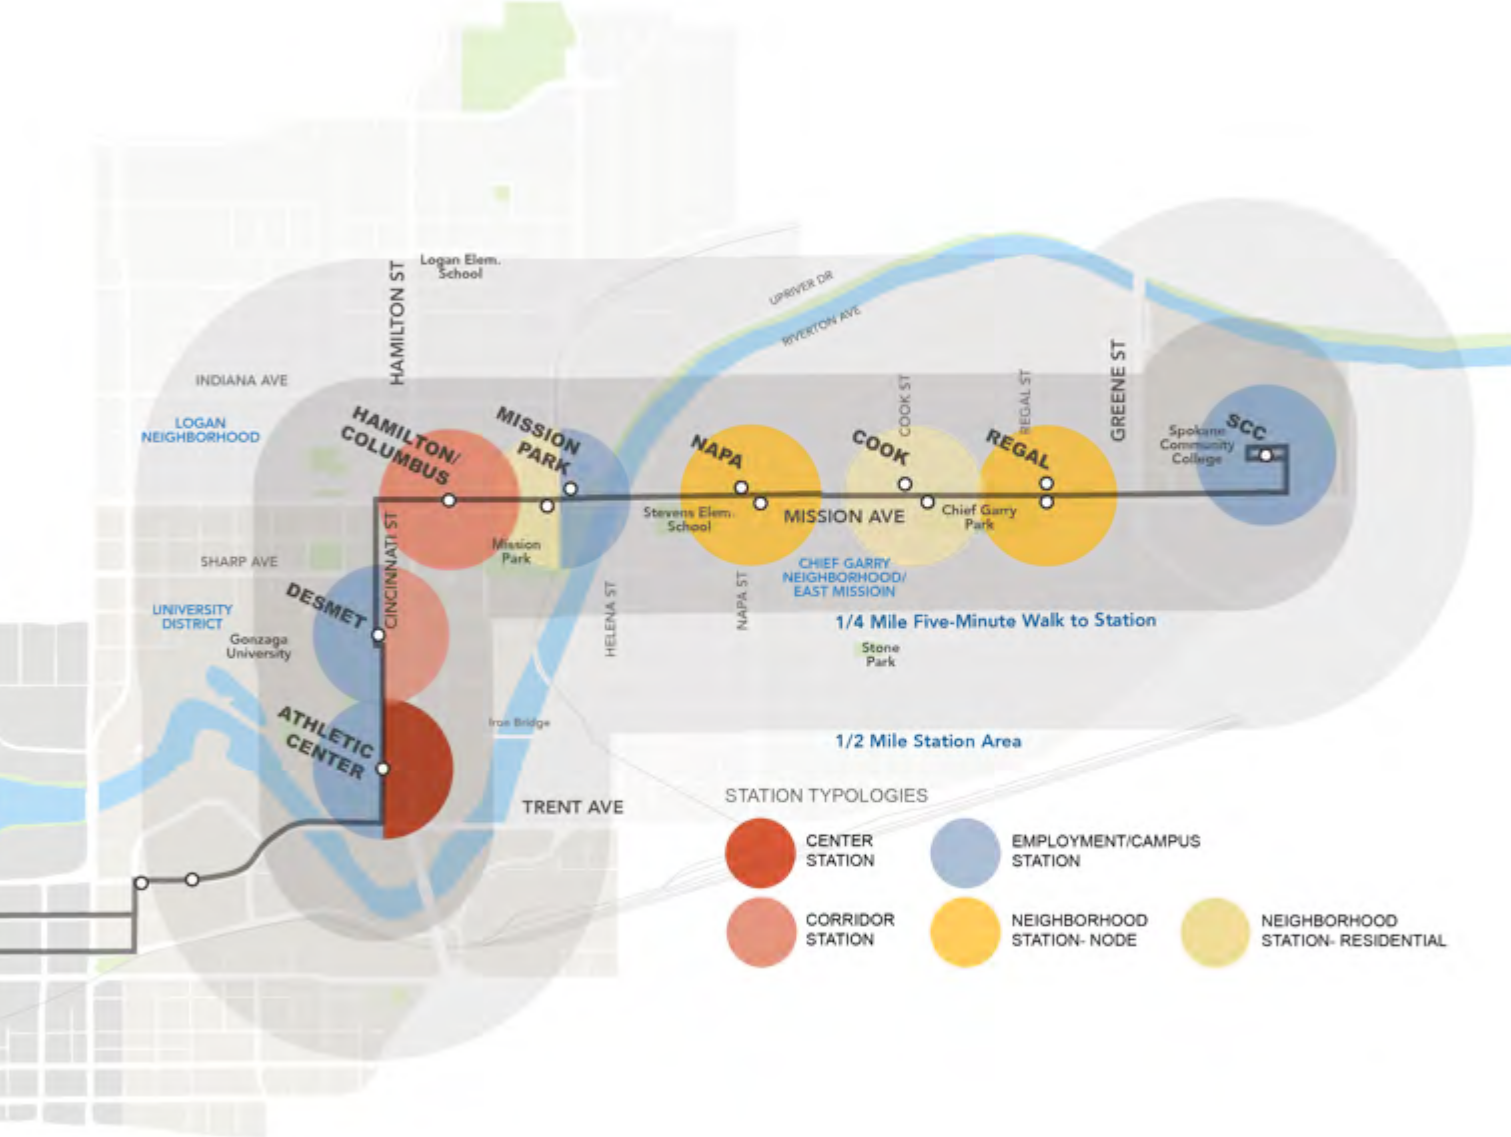 Logan Elem.
School
HAMILTON ST
UPRIVER DR
RIVERTON AVE
INDIANA AVE
LOGAN
NEIGHBORHOOD
HAMILTON/
COLUMBUS
MISSION
PARK
NAPA
COOK
COOK ST
REGAL
REGAL ST
GREENE ST
SCC
Spokane
Community
College
Stevens Elem.
School
MISSION AVE
Chief Garry
Park
Mission
Park
CINCINNATI ST
SHARP AVE
DESMET
CHIEF GARRY
NEIGHBORHOOD/
EAST MISSIOIN
UNIVERSITY
DISTRICT
Gonzaga
University
HELENA ST
NAPA ST
1/4 Mile Five-Minute Walk to Station
Stone
Park
ATHLETIC
CENTER
Iron Bridge
1/2 Mile Station Area
TRENT AVE
STATION TYPOLOGIES
CENTER
STATION
EMPLOYMENT/CAMPUS
STATION
CORRIDOR
STATION
NEIGHBORHOOD
STATION- NODE
NEIGHBORHOOD
STATION- RESIDENTIAL